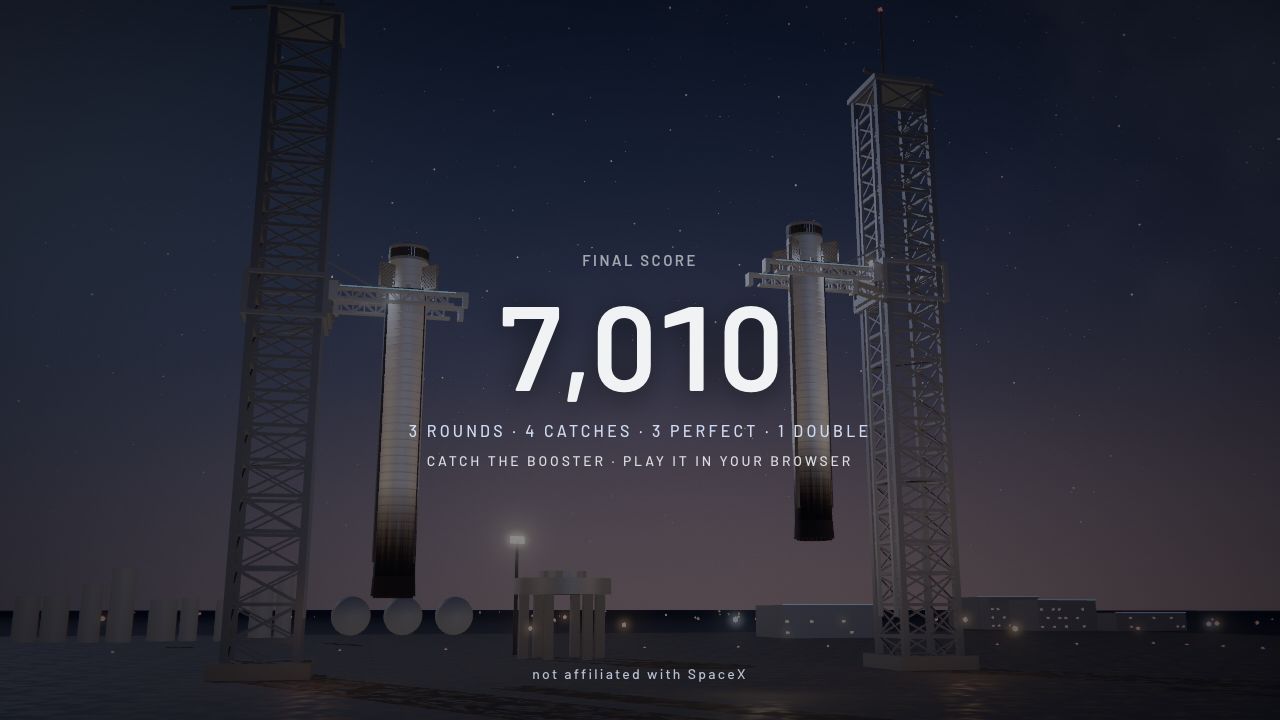 FINAL SCORE
7,010
3 ROUNDS · 4 CATCHES · 3 PERFECT · 1 DOUBLE
CATCH THE BOOSTER · PLAY IT IN YOUR BROWSER
not affiliated with SpaceX